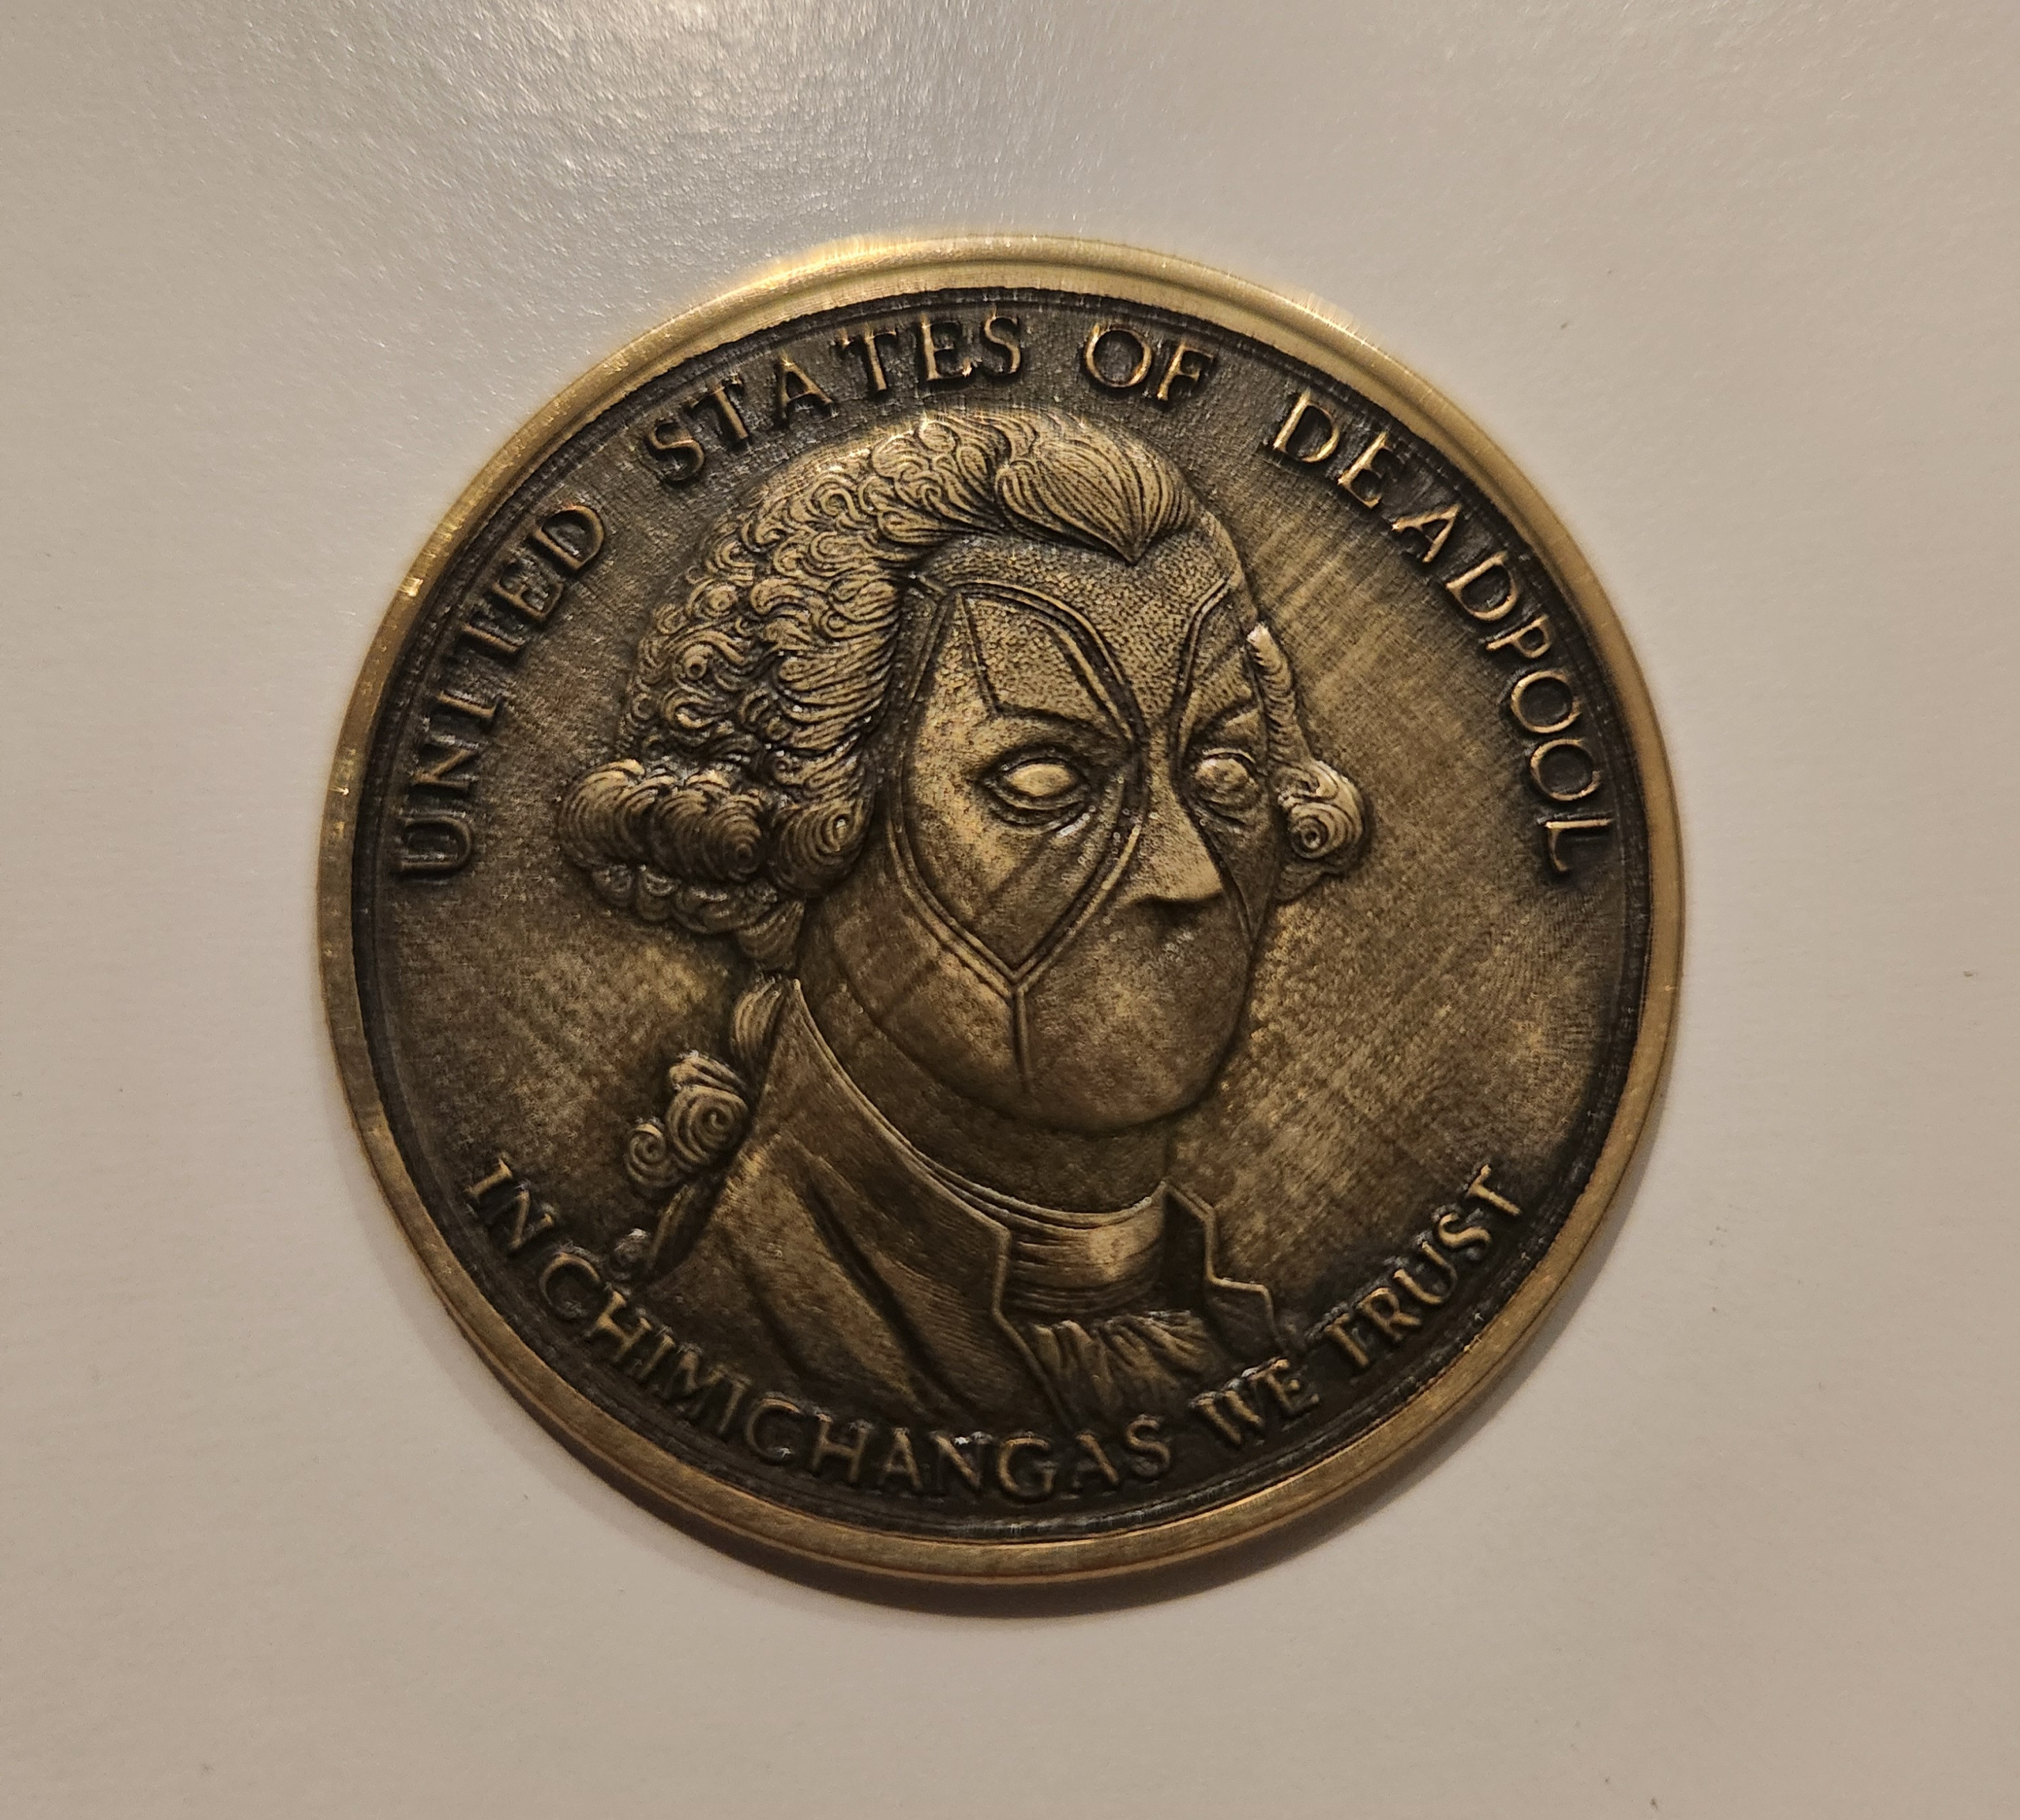 UNITED STATES OF DEADPOOL
IN CHIMICHANGAS WE TRUST